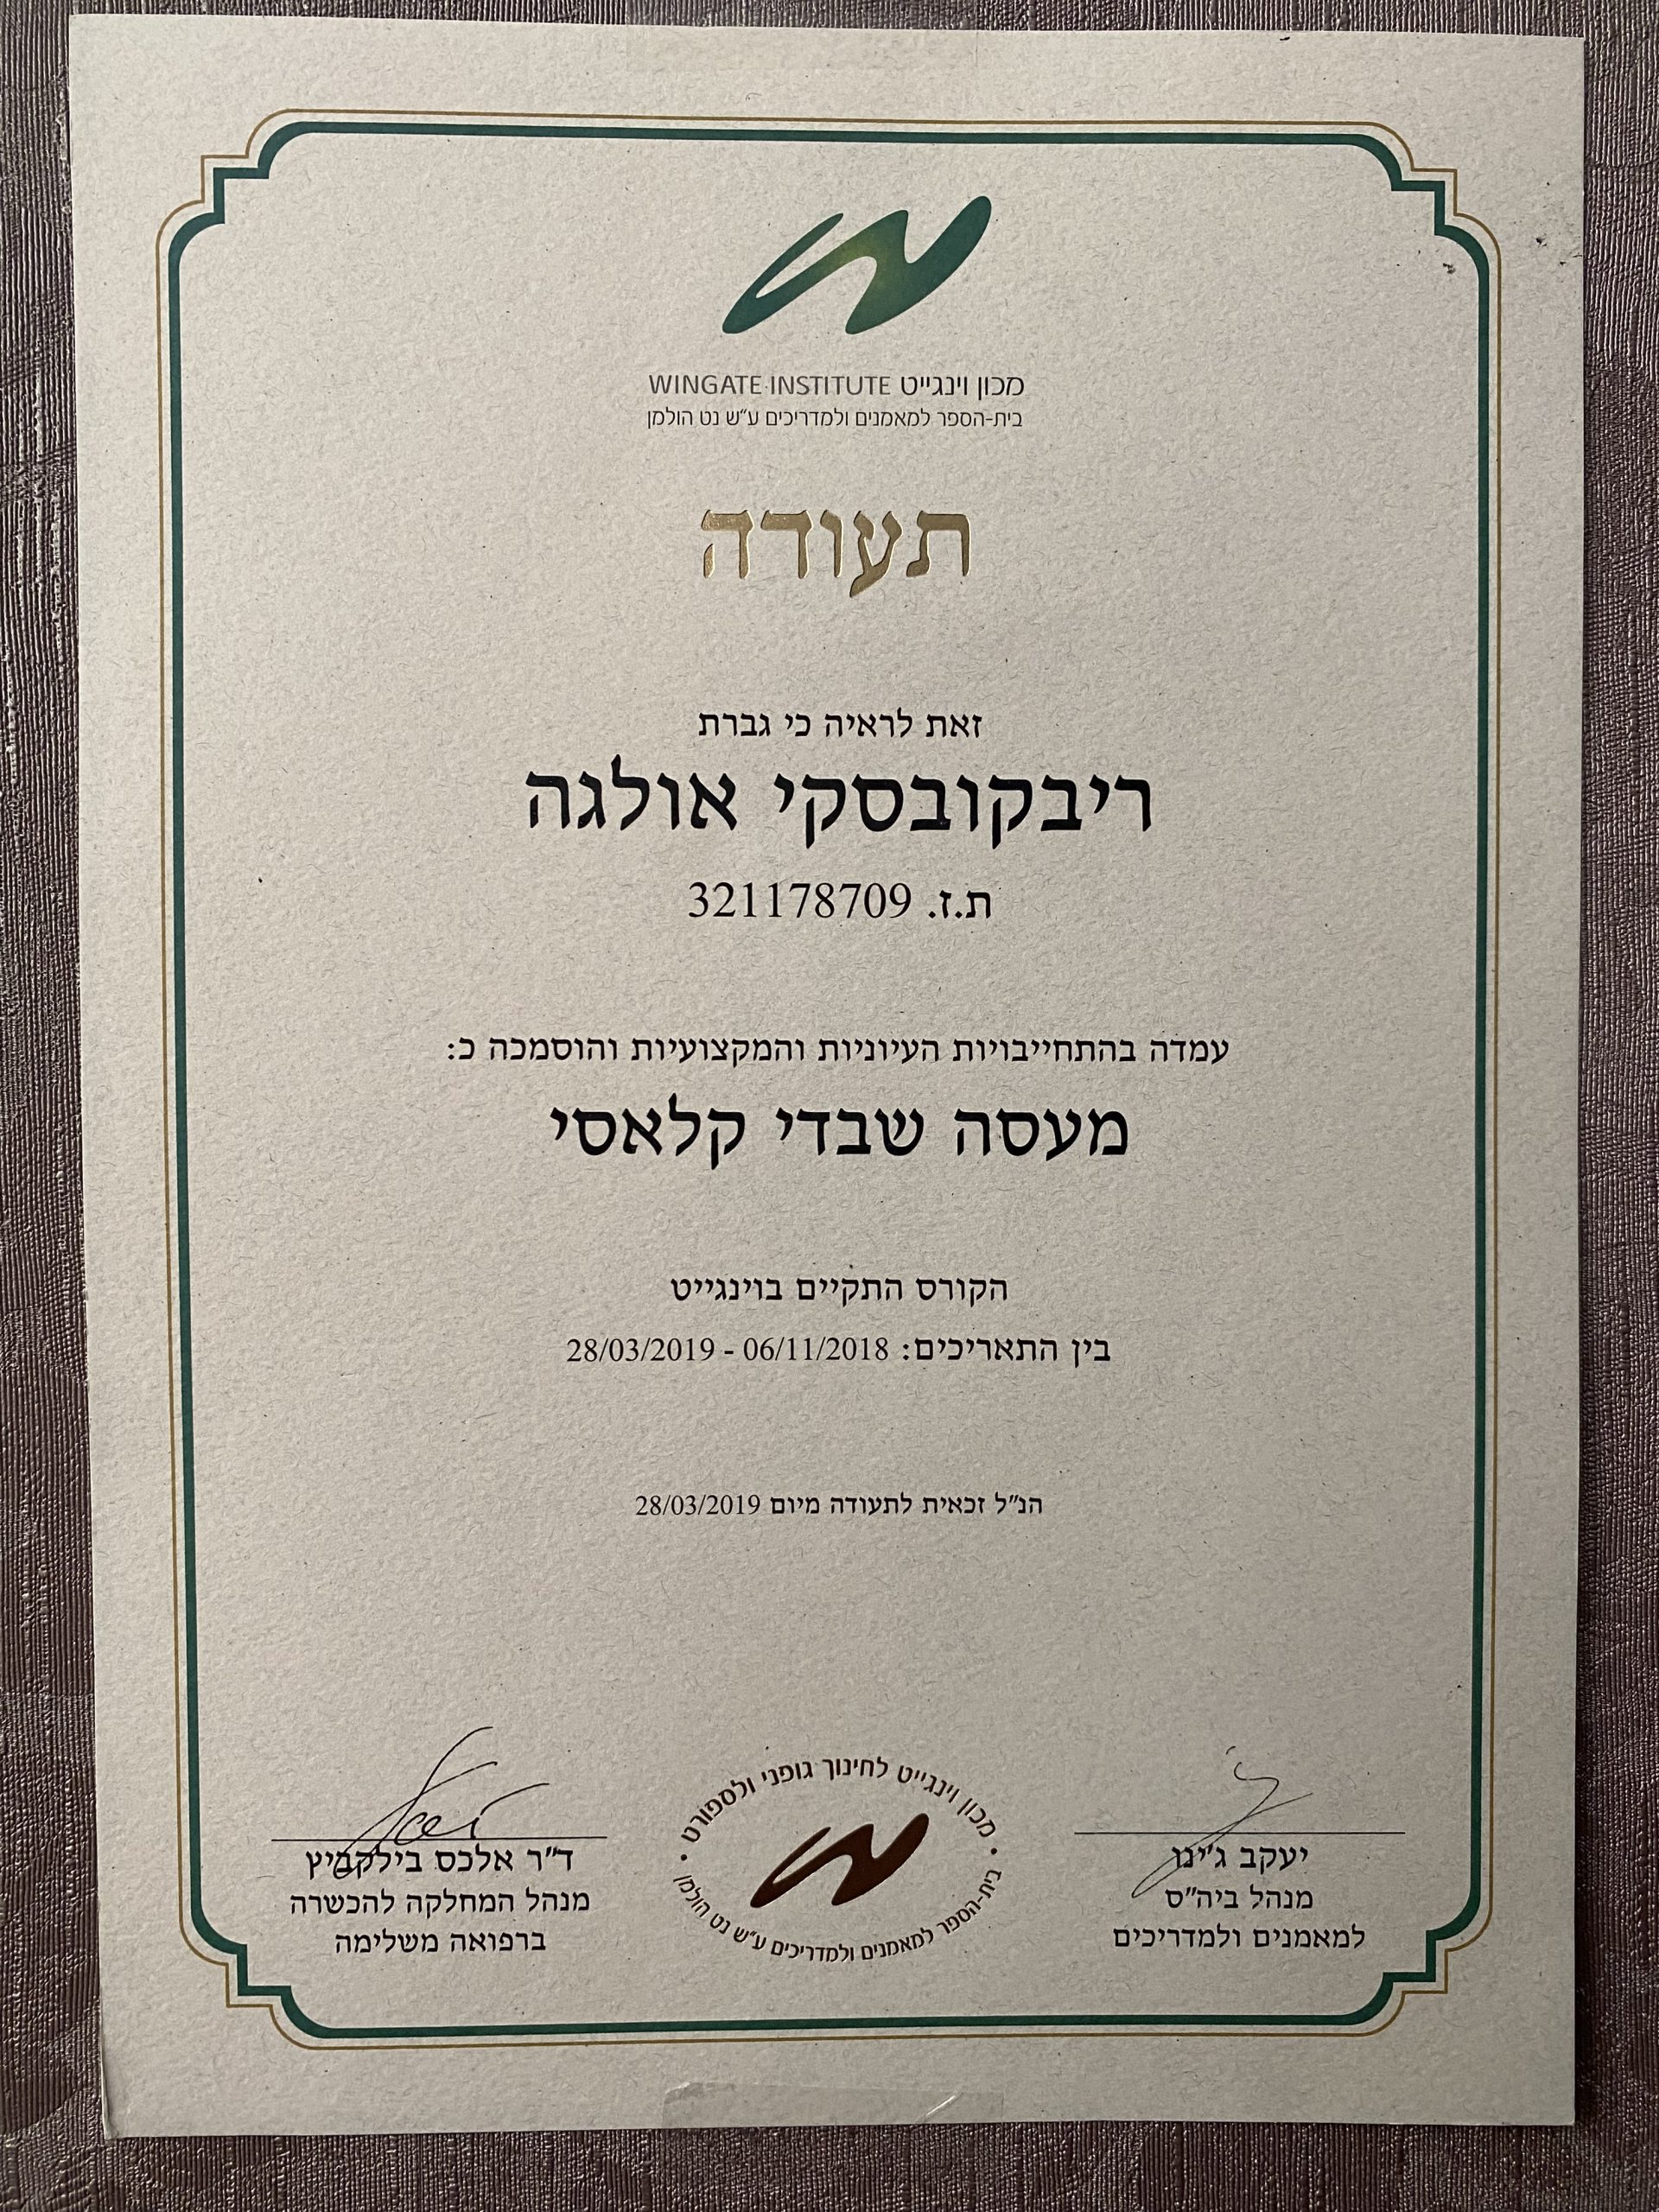 מכון וינגייט WINGATE INSTITUTE
בית-הספר למאמנים ולמדריכים ע״ש נט הולמן
תעודה
זאת לראיה כי גברת
ריבקובסקי אולגה
ת.ז. 321178709
עמדה בהתחייבויות העיוניות והמקצועיות והוסמכה כ:
מעסה שבדי קלאסי
הקורס התקיים בוינגייט
בין התאריכים: 06/11/2018 - 28/03/2019
הנ״ל זכאית לתעודה מיום 28/03/2019
יעקב ג׳ינו
מנהל ביה״ס
למאמנים ולמדריכים
מכון וינגייט לחינוך גופני ולספורט
בית-הספר למאמנים ולמדריכים ע״ש נט הולמן
ד״ר אלכס בילקביץ
מנהל המחלקה להכשרה
ברפואה משלימה